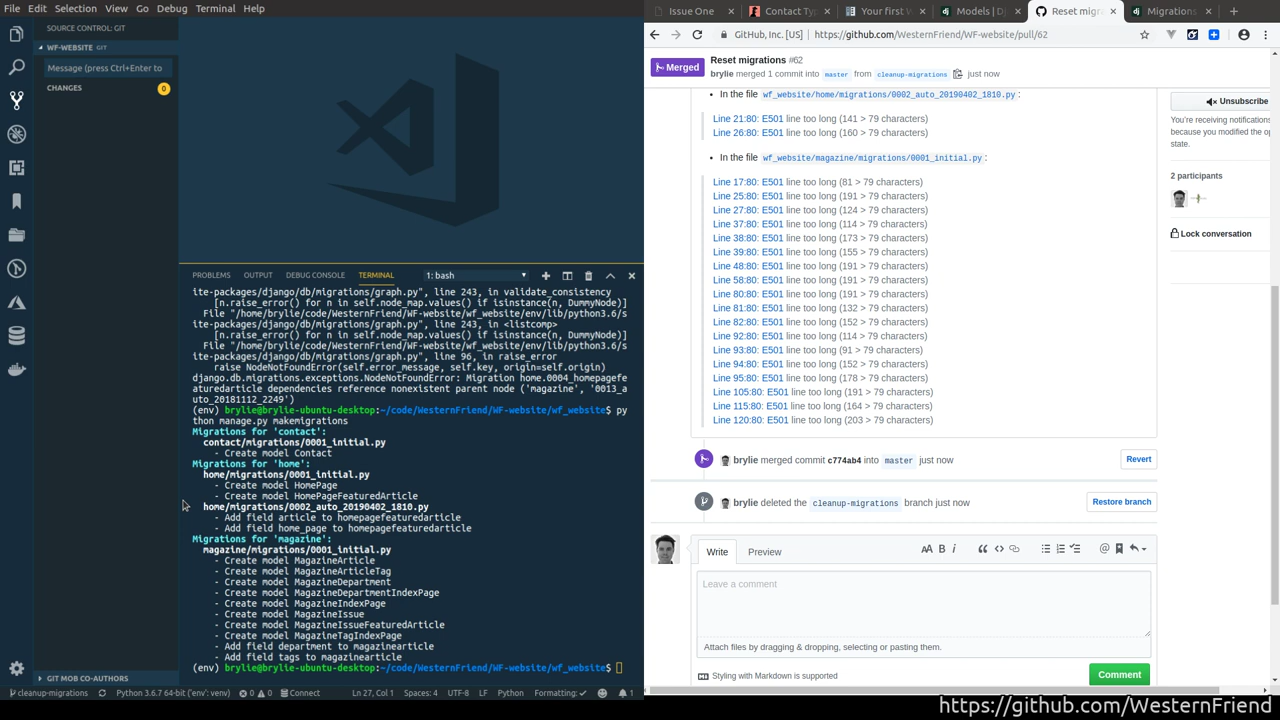 File Edit Selection View Go Debug Terminal Help
SOURCE CONTROL: GIT
WF-WEBSITE GIT
Message (press Ctrl+Enter to
CHANGES 0
PROBLEMS OUTPUT DEBUG CONSOLE TERMINAL 1: bash
ite-packages/django/db/migrations/graph.py", line 243, in validate_consistency
[n.raise_error() for n in self.node_map.values() if isinstance(n, DummyNode)]
File "/home/brylie/code/WesternFriend/WF-website/wf_website/env/lib/python3.6/s
ite-packages/django/db/migrations/graph.py", line 243, in <listcomp>
[n.raise_error() for n in self.node_map.values() if isinstance(n, DummyNode)]
File "/home/brylie/code/WesternFriend/WF-website/wf_website/env/lib/python3.6/s
ite-packages/django/db/migrations/graph.py", line 96, in raise_error
raise NodeNotFoundError(self.error_message, self.key, origin=self.origin)
django.db.migrations.exceptions.NodeNotFoundError: Migration home.0004_homepagefe
aturedarticle dependencies reference nonexistent parent node ('magazine', '0013_a
uto_20181112_2249')
(env) brylie@brylie-ubuntu-desktop:~/code/WesternFriend/WF-website/wf_website$ py
thon manage.py makemigrations
Migrations for 'contact':
contact/migrations/0001_initial.py
- Create model Contact
Migrations for 'home':
home/migrations/0001_initial.py
- Create model HomePage
- Create model HomePageFeaturedArticle
home/migrations/0002_auto_20190402_1810.py
- Add field article to homepagefeaturedarticle
- Add field home_page to homepagefeaturedarticle
Migrations for 'magazine':
magazine/migrations/0001_initial.py
- Create model MagazineArticle
- Create model MagazineArticleTag
- Create model MagazineDepartment
- Create model MagazineDepartmentIndexPage
- Create model MagazineIndexPage
- Create model MagazineIssue
- Create model MagazineIssueFeaturedArticle
- Create model MagazineTagIndexPage
- Add field department to magazinearticle
- Add field tags to magazinearticle
(env) brylie@brylie-ubuntu-desktop:~/code/WesternFriend/WF-website/wf_website$
GIT MOB CO-AUTHORS
cleanup-migrations Python 3.6.7 64-bit ('env': venv) 0 0 Connect Ln 27, Col 1 Spaces: 4 UTF-8 LF Python Formatting: ✓ 1
Issue On × Contact fo × Your first × Reset mig × × +
GitHub, Inc. [US] https://github.com/WesternFriend/WF-website/pull/62
Merged
Reset migrations #62
brylie merged 1 commit into master from cleanup-migrations just now
• In the file wf_website/home/migrations/0002_auto_20190402_1810.py :
Line 21:80: E501 line too long (141 > 79 characters)
Line 26:80: E501 line too long (160 > 79 characters)
• In the file wf_website/magazine/migrations/0001_initial.py :
Line 17:80: E501 line too long (81 > 79 characters)
Line 25:80: E501 line too long (191 > 79 characters)
Line 27:80: E501 line too long (124 > 79 characters)
Line 37:80: E501 line too long (114 > 79 characters)
Line 38:80: E501 line too long (173 > 79 characters)
Line 39:80: E501 line too long (155 > 79 characters)
Line 48:80: E501 line too long (191 > 79 characters)
Line 58:80: E501 line too long (191 > 79 characters)
Line 80:80: E501 line too long (191 > 79 characters)
Line 81:80: E501 line too long (132 > 79 characters)
Line 82:80: E501 line too long (152 > 79 characters)
Line 92:80: E501 line too long (114 > 79 characters)
Line 93:80: E501 line too long (91 > 79 characters)
Line 94:80: E501 line too long (152 > 79 characters)
Line 95:80: E501 line too long (178 > 79 characters)
Line 105:80: E501 line too long (191 > 79 characters)
Line 115:80: E501 line too long (164 > 79 characters)
Line 120:80: E501 line too long (203 > 79 characters)
brylie merged commit c774ab4 into master just now
Revert
brylie deleted the cleanup-migrations branch just now
Restore branch
Write Preview
Leave a comment
Attach files by dragging & dropping, selecting or pasting them.
Styling with Markdown is supported
Comment
Unsubscribe
You're receiving notifications
because you modified the op
state.
2 participants
Lock conversation
https://github.com/WesternFriend